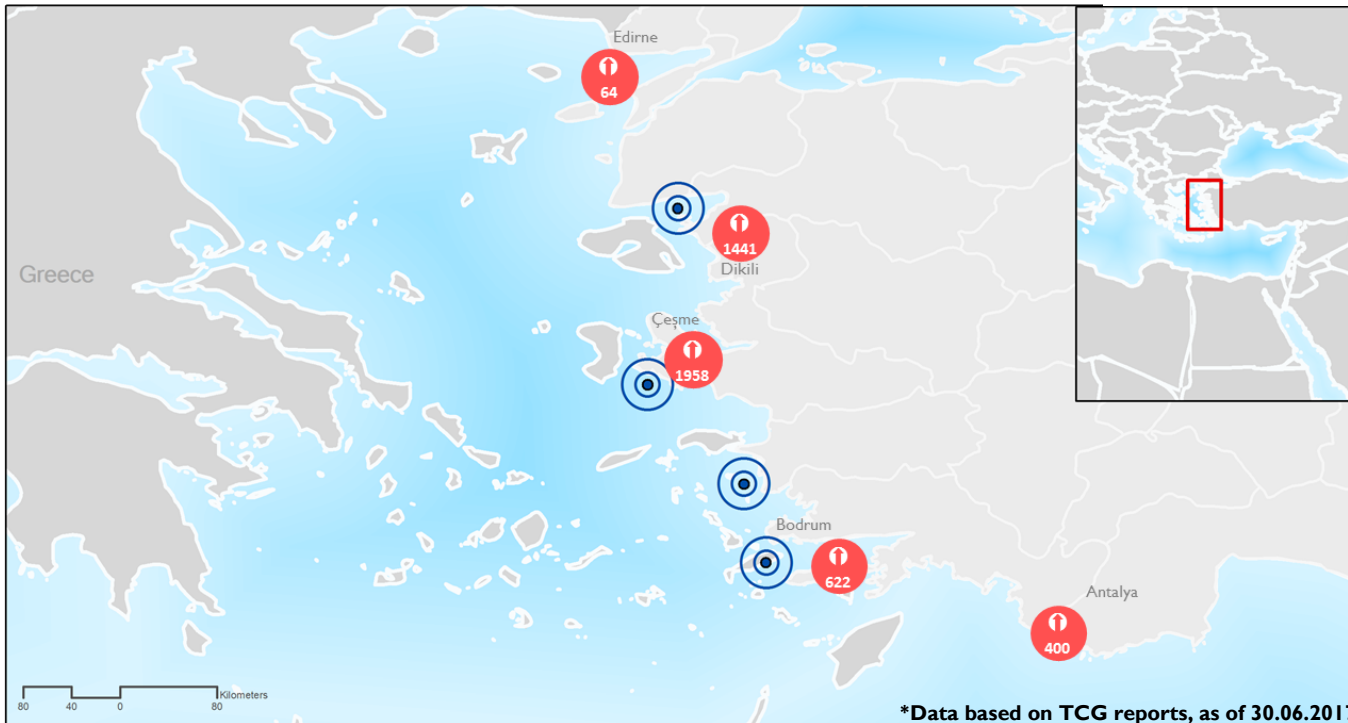 Edirne
64
1441
Dikili
Greece
Çeşme
1958
Bodrum
622
Antalya
400
Kilometers
80 40 0 80
*Data based on TCG reports, as of 30.06.2017